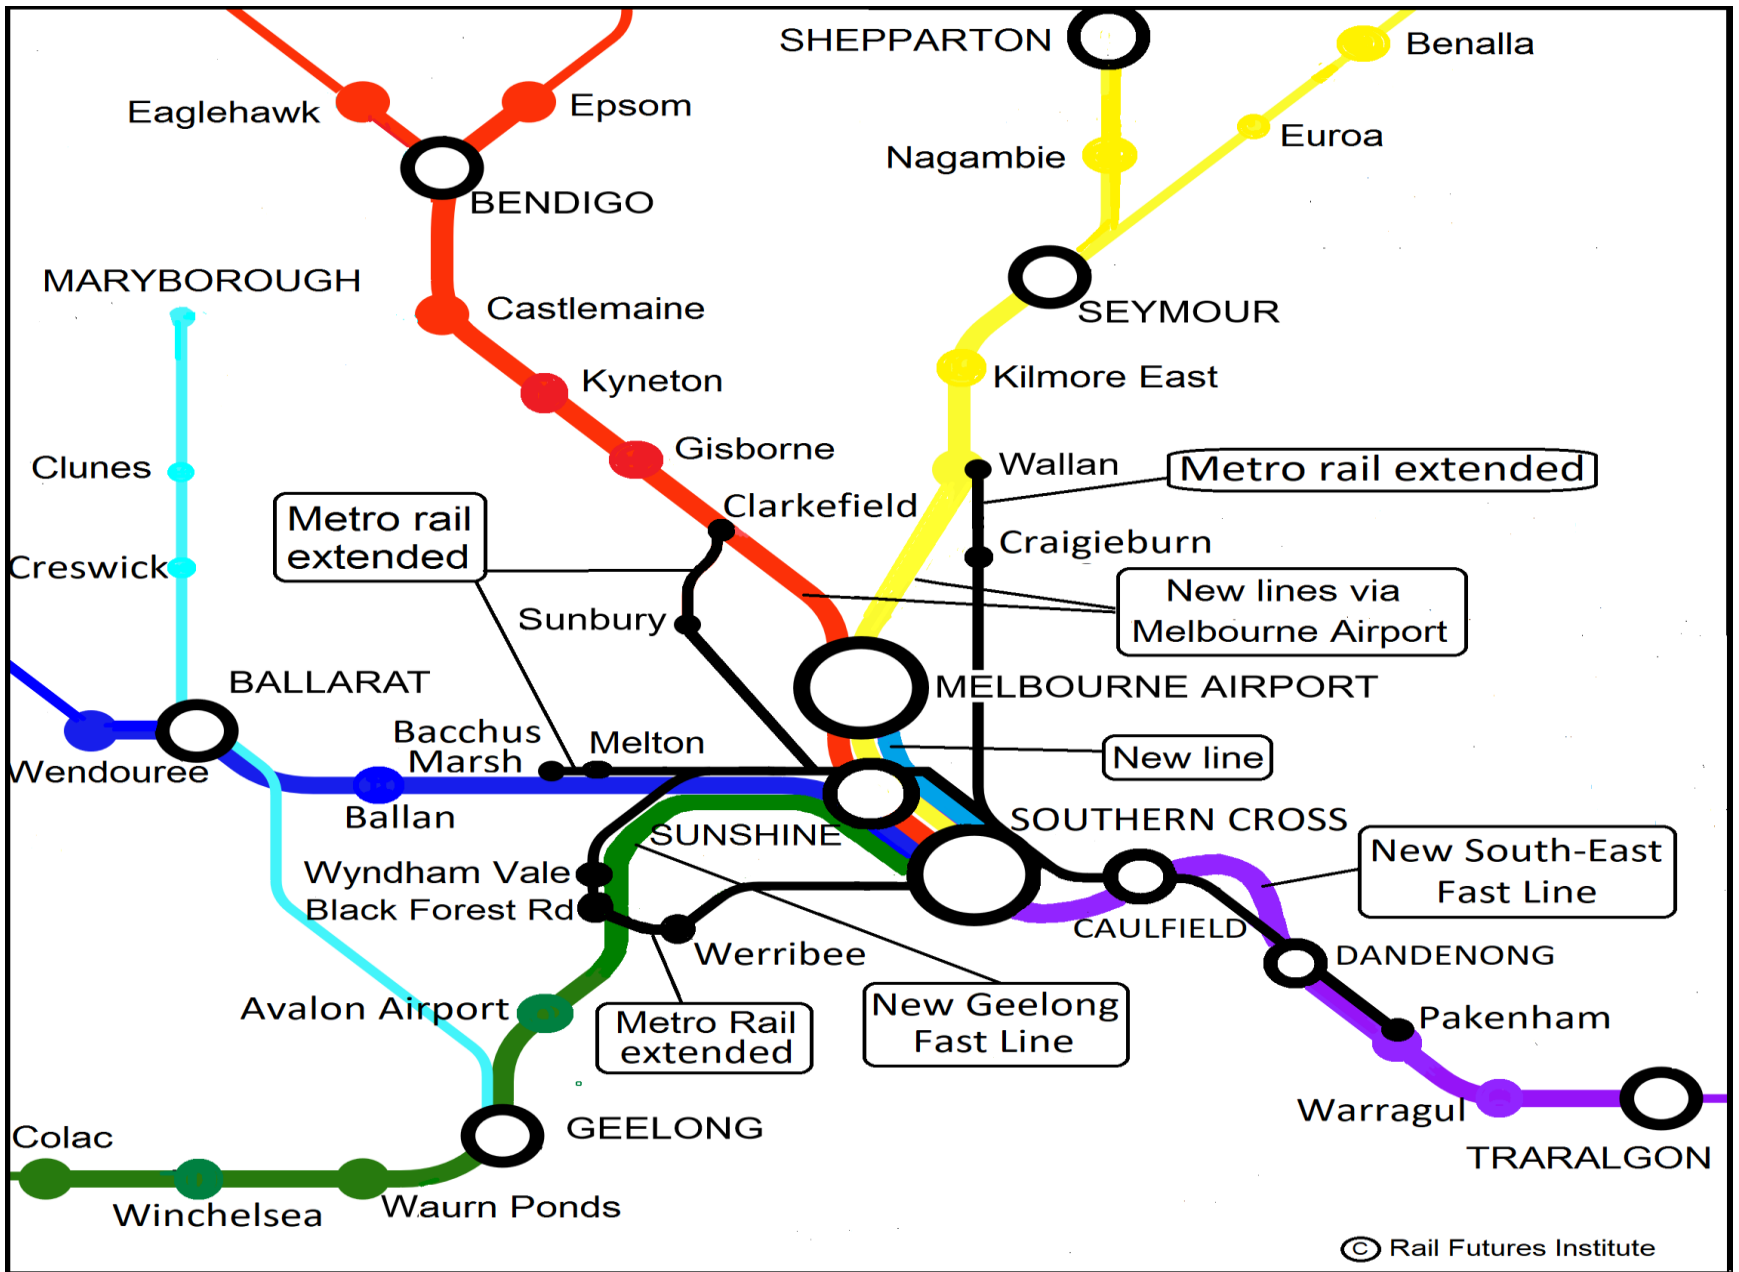 SHEPPARTON
Benalla
Eaglehawk
Epsom
Euroa
Nagambie
BENDIGO
MARYBOROUGH
SEYMOUR
Castlemaine
Kyneton
Kilmore East
Gisborne
Clunes
Wallan
Metro rail extended
Clarkefield
Metro rail
extended
Craigieburn
Creswick
New lines via
Melbourne Airport
Sunbury
BALLARAT
MELBOURNE AIRPORT
Bacchus
Marsh
Melton
New line
Wendouree
Ballan
SUNSHINE
SOUTHERN CROSS
New South-East
Fast Line
Wyndham Vale
Black Forest Rd
CAULFIELD
Werribee
DANDENONG
Avalon Airport
New Geelong
Fast Line
Metro Rail
extended
Pakenham
Warragul
GEELONG
Colac
TRARALGON
Winchelsea
Waurn Ponds
© Rail Futures Institute